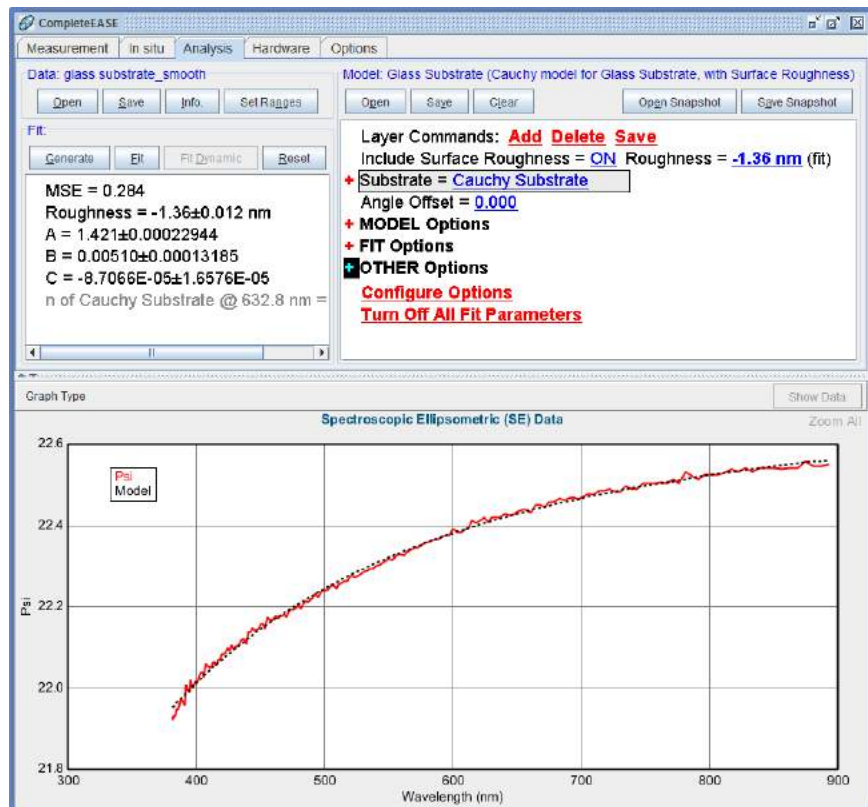 CompleteEASE
Measurement In situ Analysis Hardware Options
Data: glass substrate_smooth
Open Save Info. Set Ranges
Fit:
Generate Fit Fit Dynamic Reset
MSE = 0.284
Roughness = -1.36±0.012 nm
A = 1.421±0.00022944
B = 0.00510±0.00013185
C = -8.7066E-05±1.6576E-05
n of Cauchy Substrate @ 632.8 nm =
Model: Glass Substrate (Cauchy model for Glass Substrate, with Surface Roughness)
Open Save Clear Open Snapshot Save Snapshot
Layer Commands: Add Delete Save
Include Surface Roughness = ON Roughness = -1.36 nm (fit)
+ Substrate = Cauchy Substrate
Angle Offset = 0.000
+ MODEL Options
+ FIT Options
+ OTHER Options
Configure Options
Turn Off All Fit Parameters
Graph Type
Show Data
Spectroscopic Ellipsometric (SE) Data
Zoom All
Psi
Model
22.6
22.4
22.2
22.0
21.8
Psi
300 400 500 600 700 800 900
Wavelength (nm)